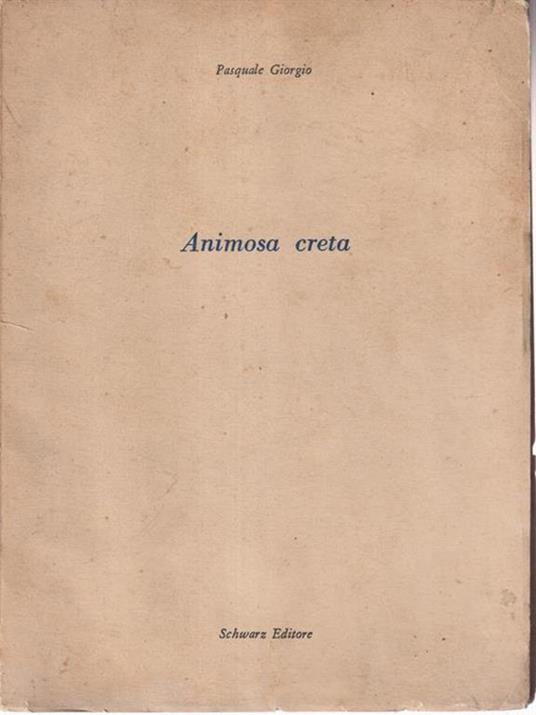 Pasquale Giorgio
Animosa creta
Schwarz Editore